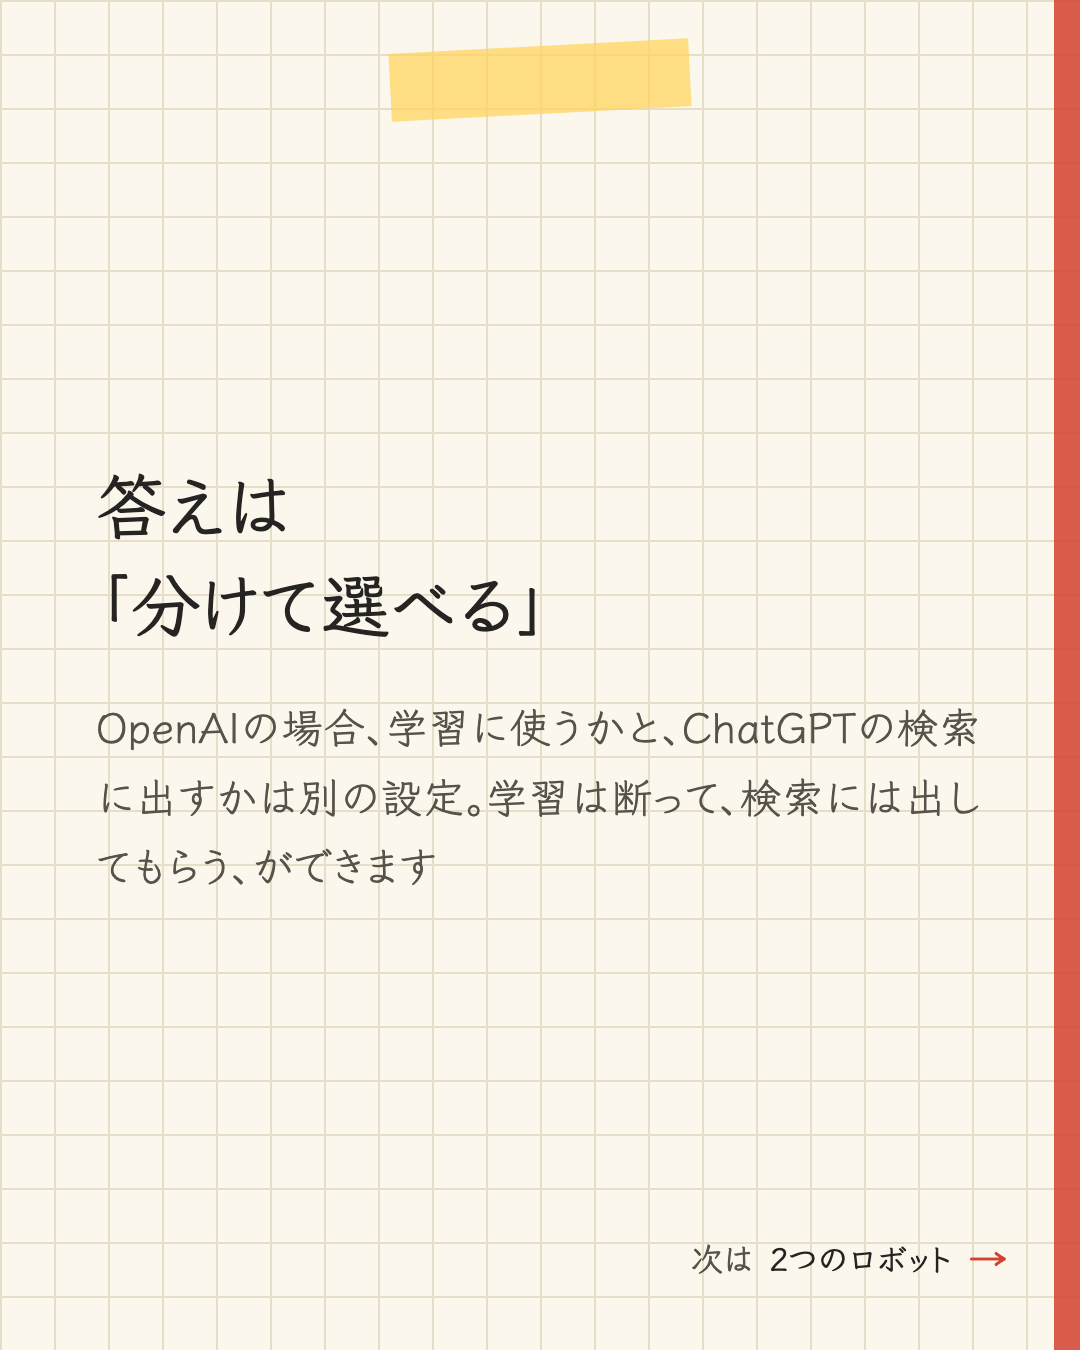 答えは
「分けて選べる」
OpenAIの場合、学習に使うかと、ChatGPTの検索
に出すかは別の設定。学習は断って、検索には出し
てもらう、ができます
次は 2つのロボット →